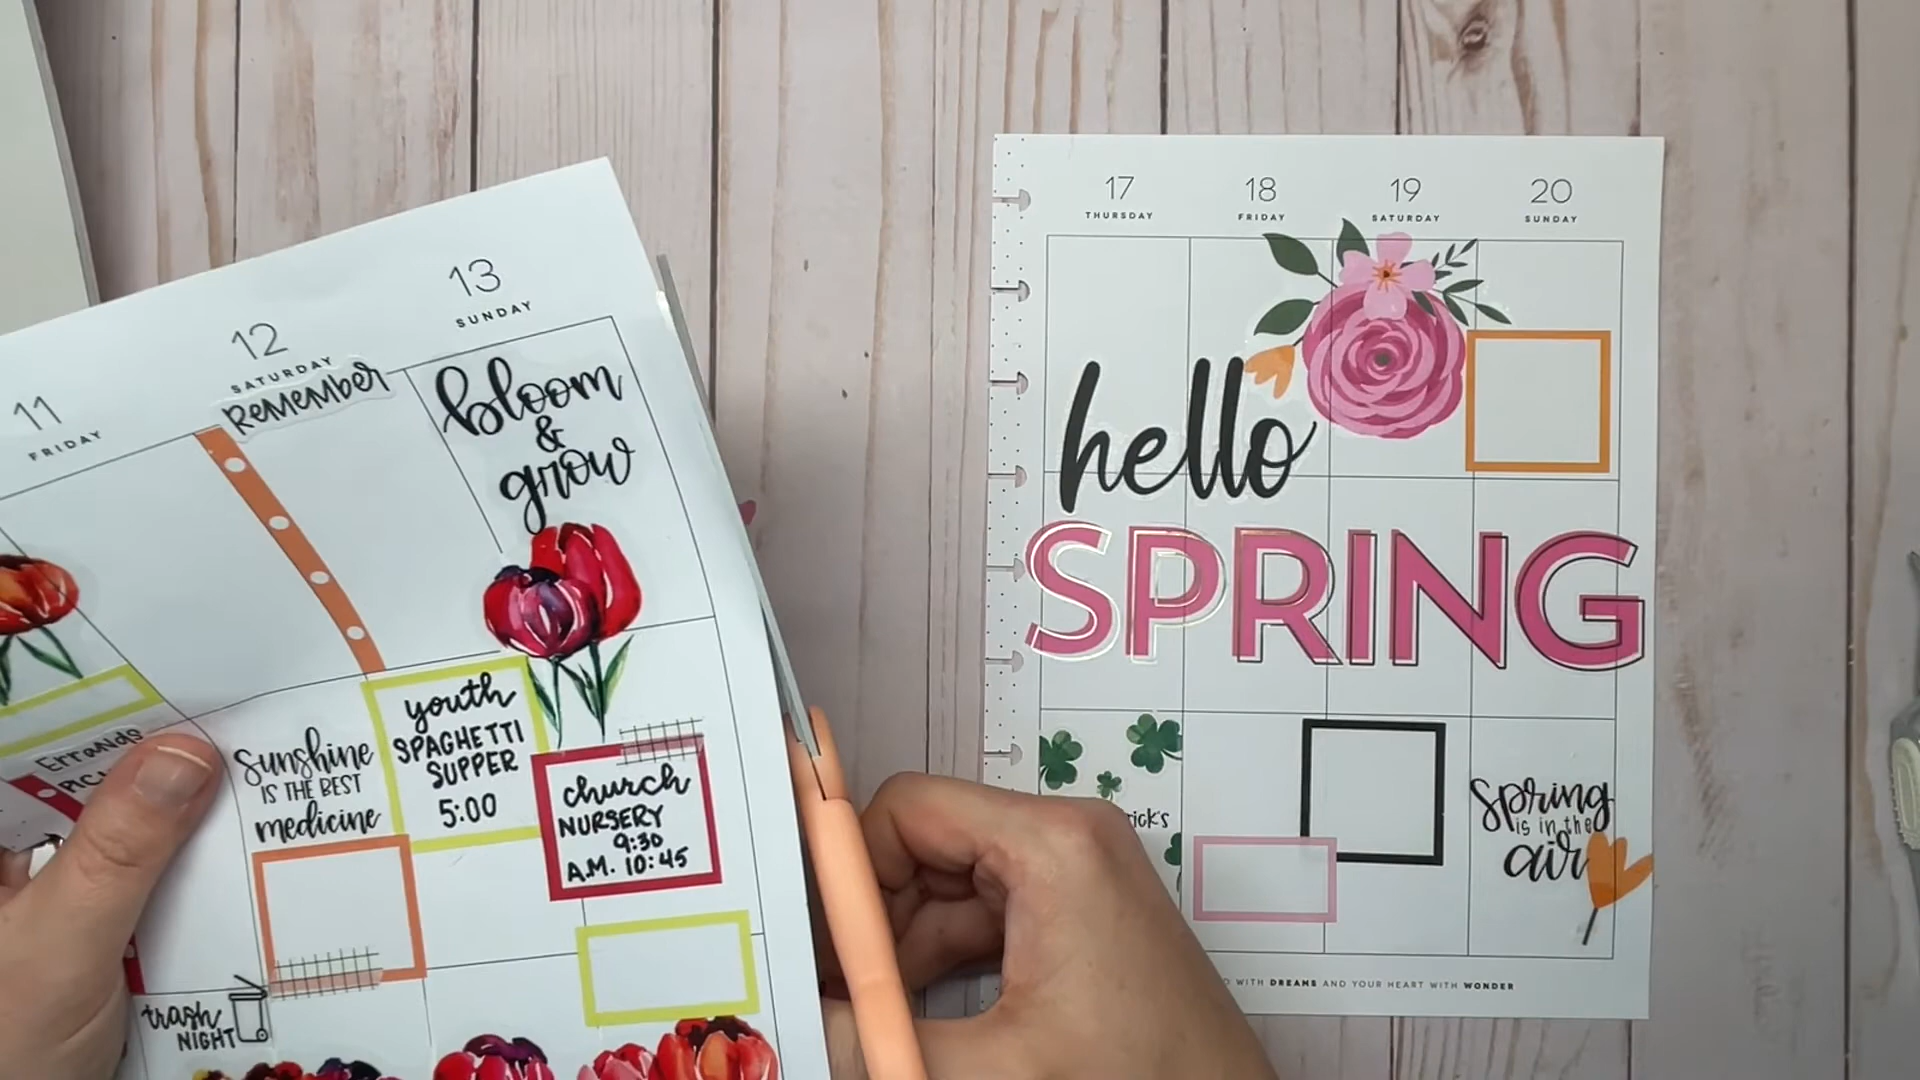 11
FRIDAY
12
SATURDAY
REMEMBER
13
SUNDAY
bloom
&
grow
Errands
sunshine
IS THE BEST
medicine
youth
SPAGHETTI
SUPPER
5:00
church
NURSERY
9:30
A.M. 10:45
trash
NIGHT
17
THURSDAY
18
FRIDAY
19
SATURDAY
20
SUNDAY
hello
SPRING
rick's
spring
is in the
air
WITH DREAMS AND YOUR HEART WITH WONDER